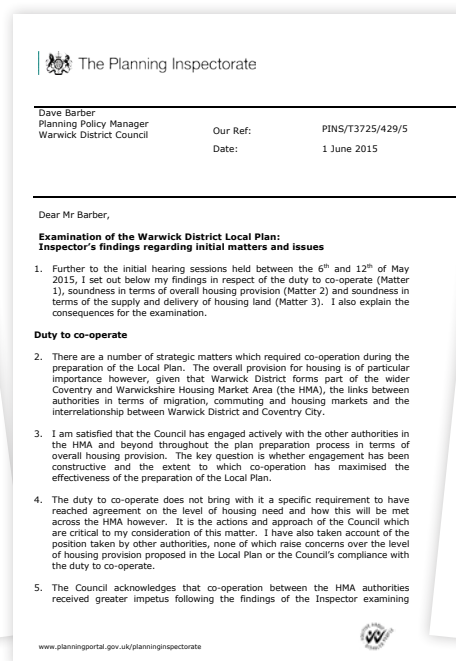 The Planning Inspectorate
Dave Barber
Planning Policy Manager
Warwick District Council
Our Ref: PINS/T3725/429/5
Date: 1 June 2015
Dear Mr Barber,
Examination of the Warwick District Local Plan:
Inspector's findings regarding initial matters and issues
1. Further to the initial hearing sessions held between the 6th and 12th of May
2015, I set out below my findings in respect of the duty to co-operate (Matter
1), soundness in terms of overall housing provision (Matter 2) and soundness in
terms of the supply and delivery of housing land (Matter 3). I also explain the
consequences for the examination.
Duty to co-operate
2. There are a number of strategic matters which required co-operation during the
preparation of the Local Plan. The overall provision for housing is of particular
importance however, given that Warwick District forms part of the wider
Coventry and Warwickshire Housing Market Area (the HMA), the links between
authorities in terms of migration, commuting and housing markets and the
interrelationship between Warwick District and Coventry City.
3. I am satisfied that the Council has engaged actively with the other authorities in
the HMA and beyond throughout the plan preparation process in terms of
overall housing provision. The key question is whether engagement has been
constructive and the extent to which co-operation has maximised the
effectiveness of the preparation of the Local Plan.
4. The duty to co-operate does not bring with it a specific requirement to have
reached agreement on the level of housing need and how this will be met
across the HMA however. It is the actions and approach of the Council which
are critical to my consideration of this matter. I have also taken account of the
position taken by other authorities, none of which raise concerns over the level
of housing provision proposed in the Local Plan or the Council's compliance with
the duty to co-operate.
5. The Council acknowledges that co-operation between the HMA authorities
received greater impetus following the findings of the Inspector examining
www.planningportal.gov.uk/planninginspectorate